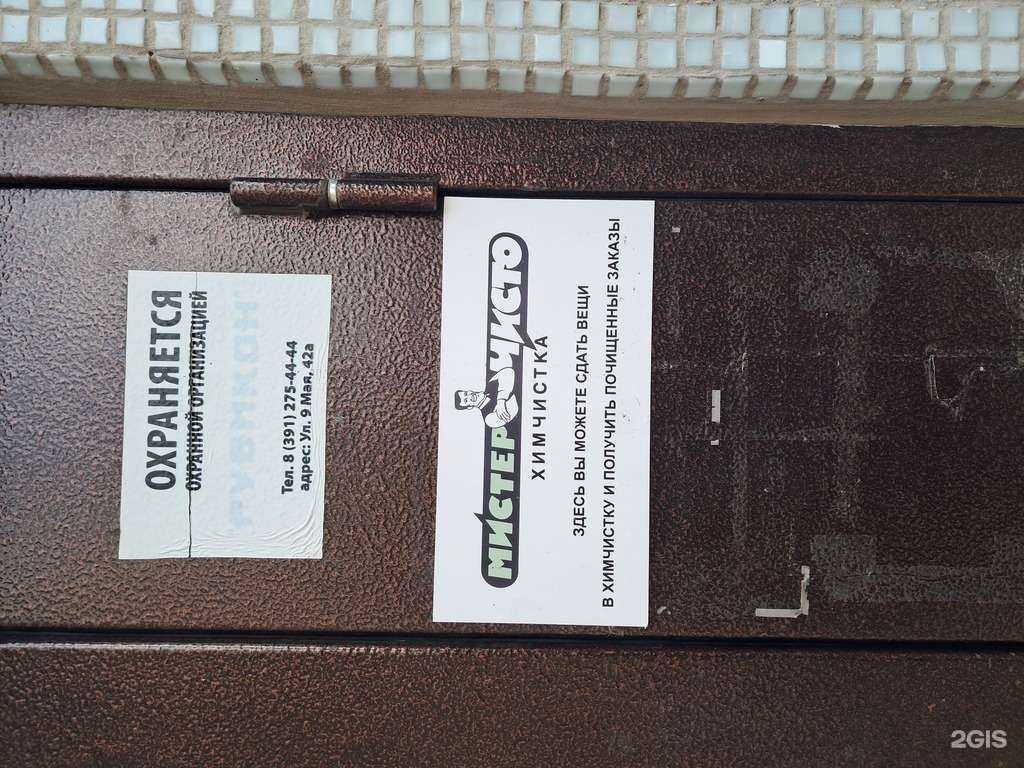 ОХРАНЯЕТСЯ
ОХРАННОЙ ОРГАНИЗАЦИЕЙ
Тел. 8 (391) 275-44-44
адрес: Ул. 9 Мая, 42а
МИСТЕР ЧИСТО
ХИМЧИСТКА
ЗДЕСЬ ВЫ МОЖЕТЕ СДАТЬ ВЕЩИ
В ХИМЧИСТКУ И ПОЛУЧИТЬ ПОЧИЩЕННЫЕ ЗАКАЗЫ
2GIS